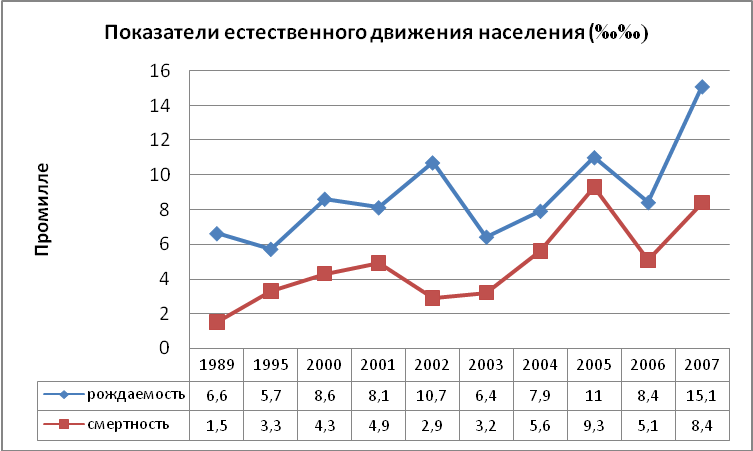 Показатели естественного движения населения (‰‰)
Промилле
16
14
12
10
8
6
4
2
0
1989 1995 2000 2001 2002 2003 2004 2005 2006 2007
рождаемость 6,6 5,7 8,6 8,1 10,7 6,4 7,9 11 8,4 15,1
смертность 1,5 3,3 4,3 4,9 2,9 3,2 5,6 9,3 5,1 8,4